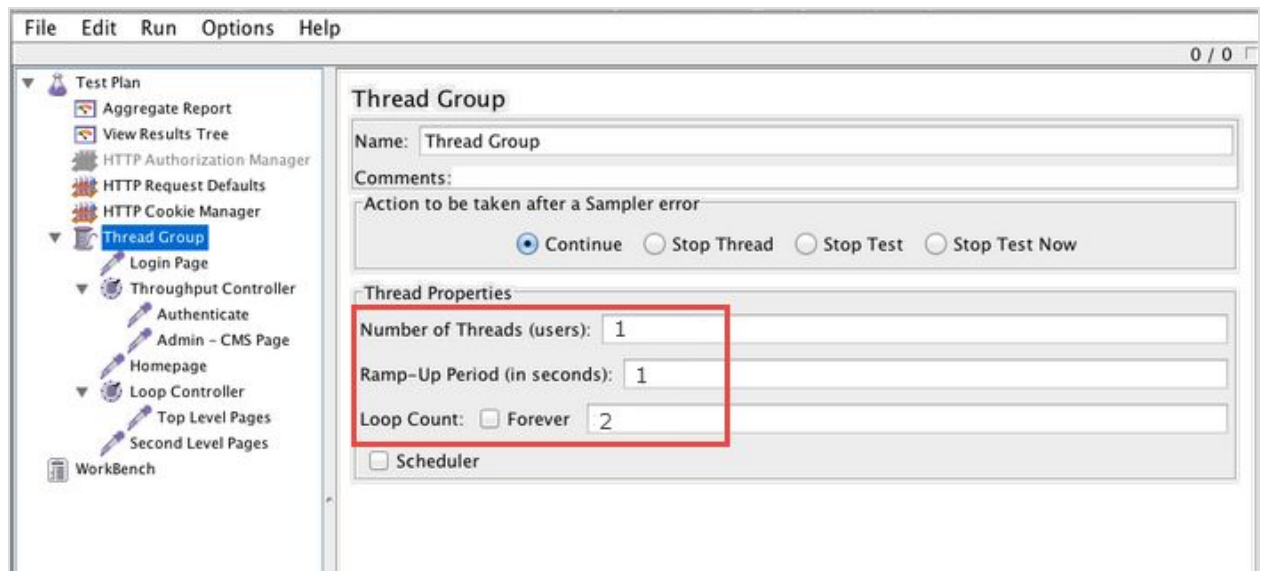 File Edit Run Options Help
0 / 0
Test Plan
Aggregate Report
View Results Tree
HTTP Authorization Manager
HTTP Request Defaults
HTTP Cookie Manager
Thread Group
Login Page
Throughput Controller
Authenticate
Admin – CMS Page
Homepage
Loop Controller
Top Level Pages
Second Level Pages
WorkBench
Thread Group
Name: Thread Group
Comments:
Action to be taken after a Sampler error
Continue Stop Thread Stop Test Stop Test Now
Thread Properties
Number of Threads (users): 1
Ramp-Up Period (in seconds): 1
Loop Count: Forever 2
Scheduler